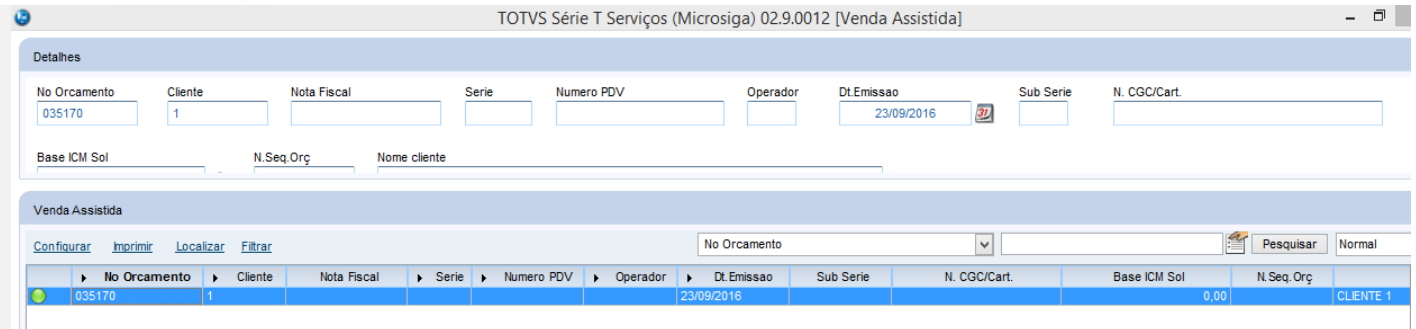 TOTVS Série T Serviços (Microsiga) 02.9.0012 [Venda Assistida]
Detalhes
No Orcamento Cliente Nota Fiscal Serie Numero PDV Operador Dt.Emissao Sub Serie N. CGC/Cart.
035170 1 23/09/2016 31
Base ICM Sol N.Seq.Orç Nome cliente
Venda Assistida
Configurar Imprimir Localizar Filtrar No Orcamento Pesquisar Normal
No Orcamento Cliente Nota Fiscal Serie Numero PDV Operador Dt.Emissao Sub Serie N. CGC/Cart. Base ICM Sol N.Seq.Orç
035170 1 23/09/2016 0,00 CLIENTE 1